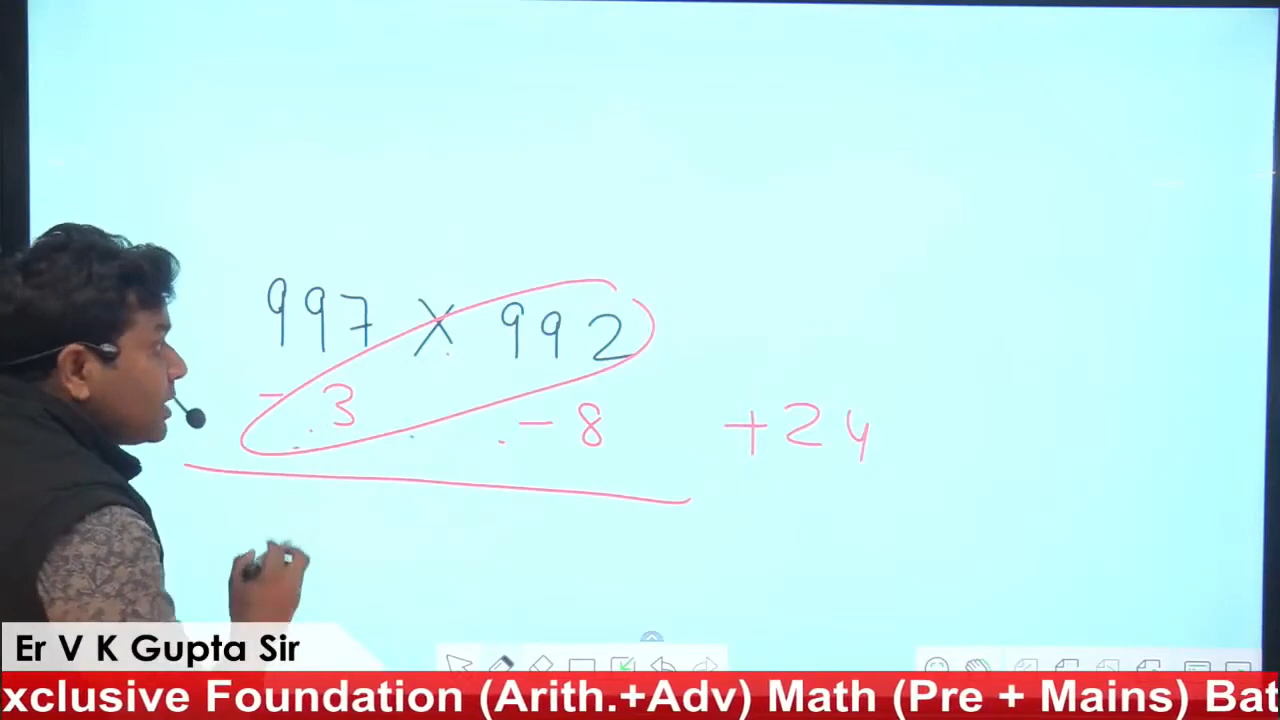 997 × 992
- 3 - 8 + 24
Er V K Gupta Sir
xclusive Foundation (Arith.+Adv) Math (Pre + Mains) Bat